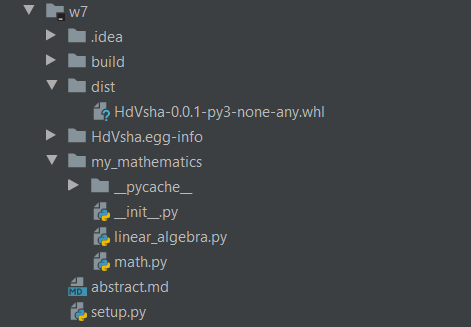 w7
.idea
build
dist
HdVsha-0.0.1-py3-none-any.whl
HdVsha.egg-info
my_mathematics
__pycache__
__init__.py
linear_algebra.py
math.py
MD abstract.md
setup.py